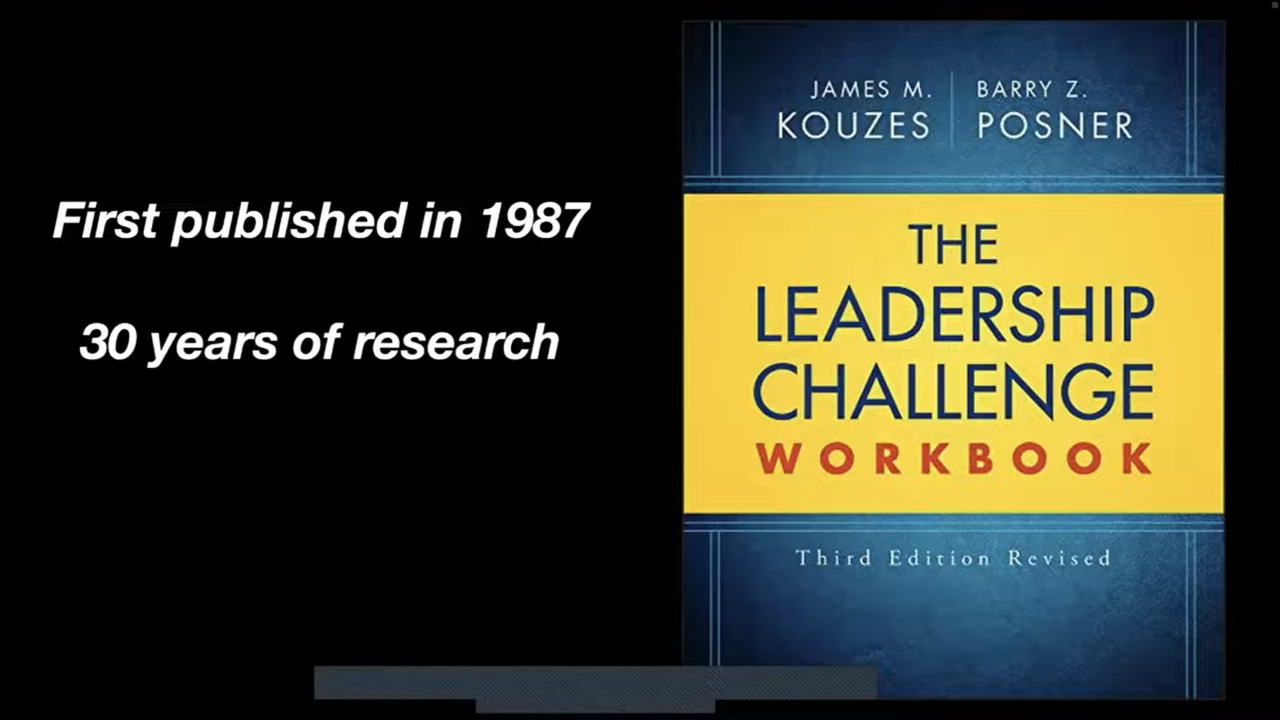 First published in 1987
30 years of research
JAMES M. KOUZES
BARRY Z. POSNER
THE
LEADERSHIP
CHALLENGE
WORKBOOK
Third Edition Revised